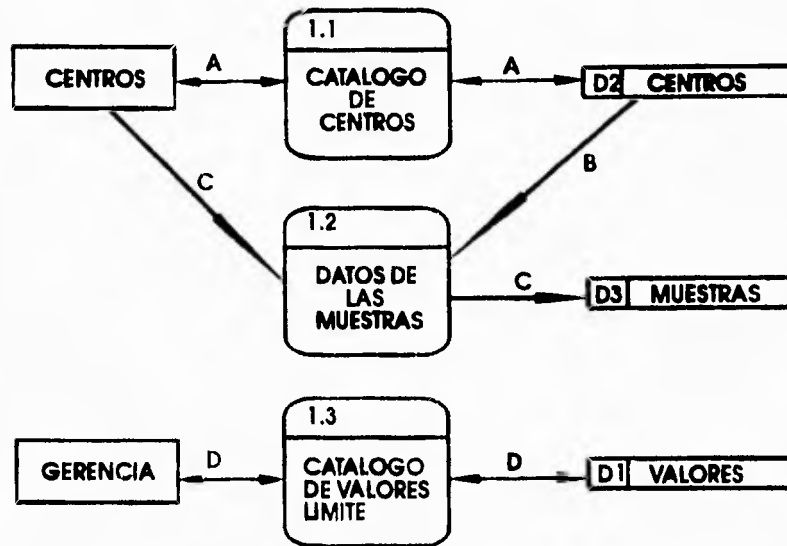 1.1
CENTROS
A
CATALOGO
DE
CENTROS
A
D2 CENTROS
C
B
1.2
DATOS DE
LAS
MUESTRAS
C
D3 MUESTRAS
1.3
GERENCIA
D
CATALOGO
DE VALORES
LIMITE
D
D1 VALORES